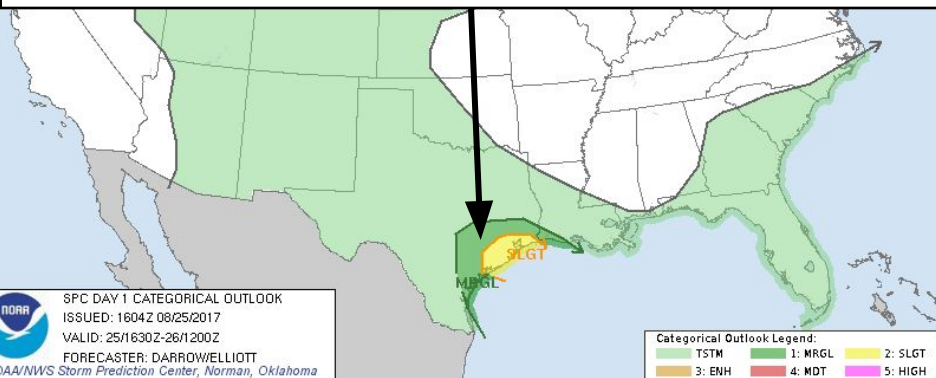 SLGT
MRGL
NOAA
SPC DAY 1 CATEGORICAL OUTLOOK
ISSUED: 1604Z 08/25/2017
VALID: 25/1630Z-26/1200Z
FORECASTER: DARROW/ELLIOTT
OAA/NWS Storm Prediction Center, Norman, Oklahoma
Categorical Outlook Legend:
TSTM 1: MRGL 2: SLGT
3: ENH 4: MDT 5: HIGH